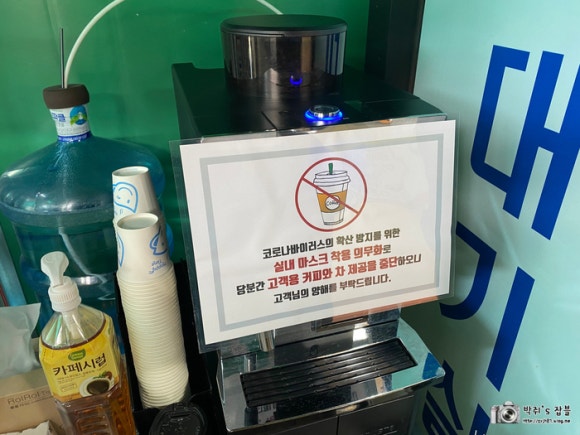 코로나바이러스의 확산 방지를 위한
실내 마스크 착용 의무화로
당분간 고객용 커피와 차 제공을 중단하오니
고객님의 양해를 부탁드립니다.
카페시럽
대
기
박쥐's 잡블